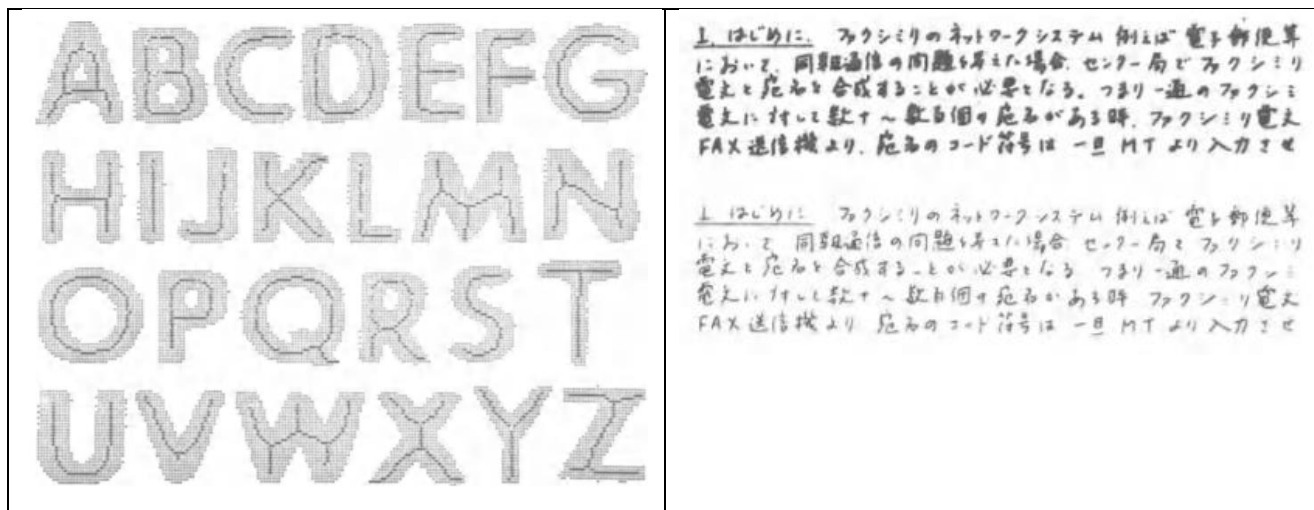 ABCDEFG
HIJKLMN
OPQRST
UVWXYZ
1. はじめに. ファクシミリのネットワークシステム 例えば 電子郵便等
において、同報通信の問題を考えた場合、センター局でファクシミリ
電文と宛名を合成することが必要となる。つまり一通のファクシミリ
電文に対して数十〜数百個の宛名がある時、ファクシミリ電文
FAX送信機より、宛名のコード符号は一旦MTより入力させ
1. はじめに ファクシミリのネットワークシステム 例えば 電子郵便等
において 同報通信の問題を考えた場合 センター局で ファクシミリ
電文と宛名を合成することが必要となる つまり一通のファクシミ
電文に対して数十〜数百個の宛名がある時 ファクシミリ電文
FAX送信機より 宛名のコード符号は一旦MTより入力させ